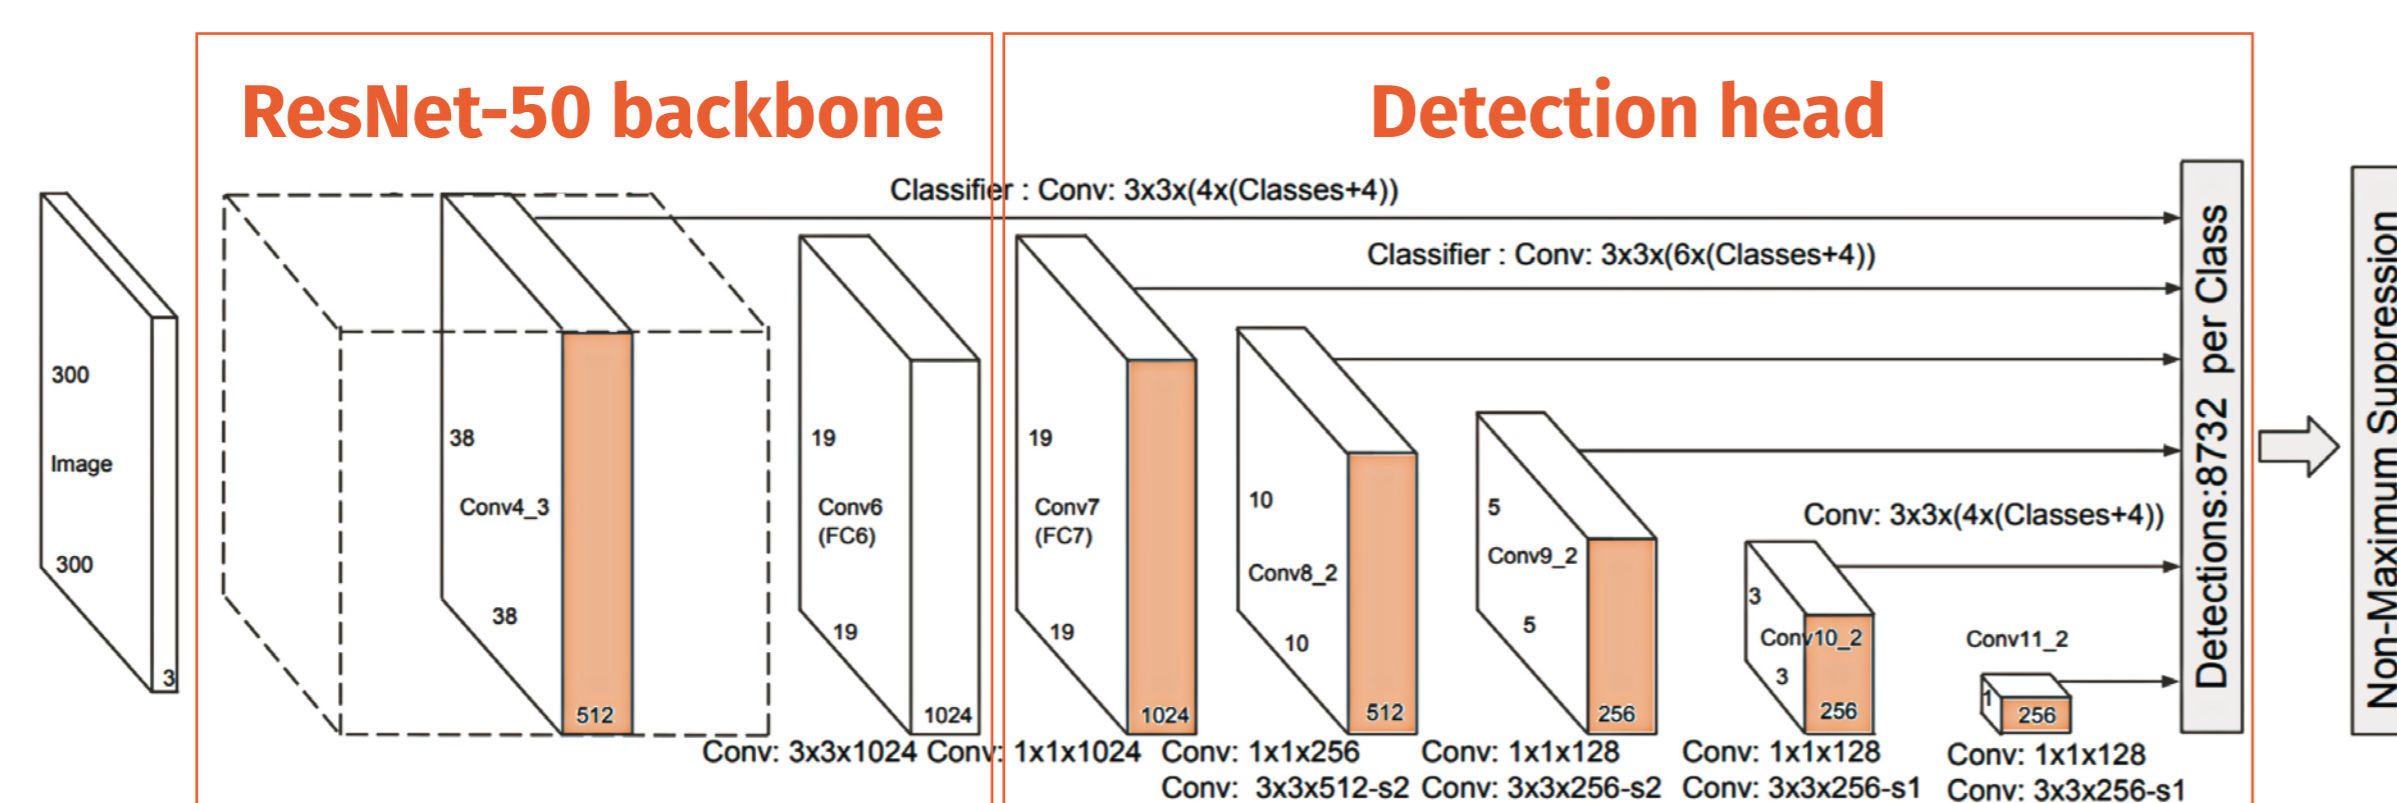 ResNet-50 backbone
Detection head
Classifier : Conv: 3x3x(4x(Classes+4))
Classifier : Conv: 3x3x(6x(Classes+4))
Conv: 3x3x(4x(Classes+4))
300
Image
300
3
38
Conv4_3
38
512
19
Conv6
(FC6)
19
1024
19
Conv7
(FC7)
19
1024
10
Conv8_2
10
512
5
Conv9_2
5
256
3
Conv10_2
3
256
Conv11_2
1
256
Detections:8732 per Class
Non-Maximum Suppression
Conv: 3x3x1024 Conv: 1x1x1024 Conv: 1x1x256 Conv: 1x1x128 Conv: 1x1x128 Conv: 1x1x128
Conv: 3x3x512-s2 Conv: 3x3x256-s2 Conv: 3x3x256-s1 Conv: 3x3x256-s1